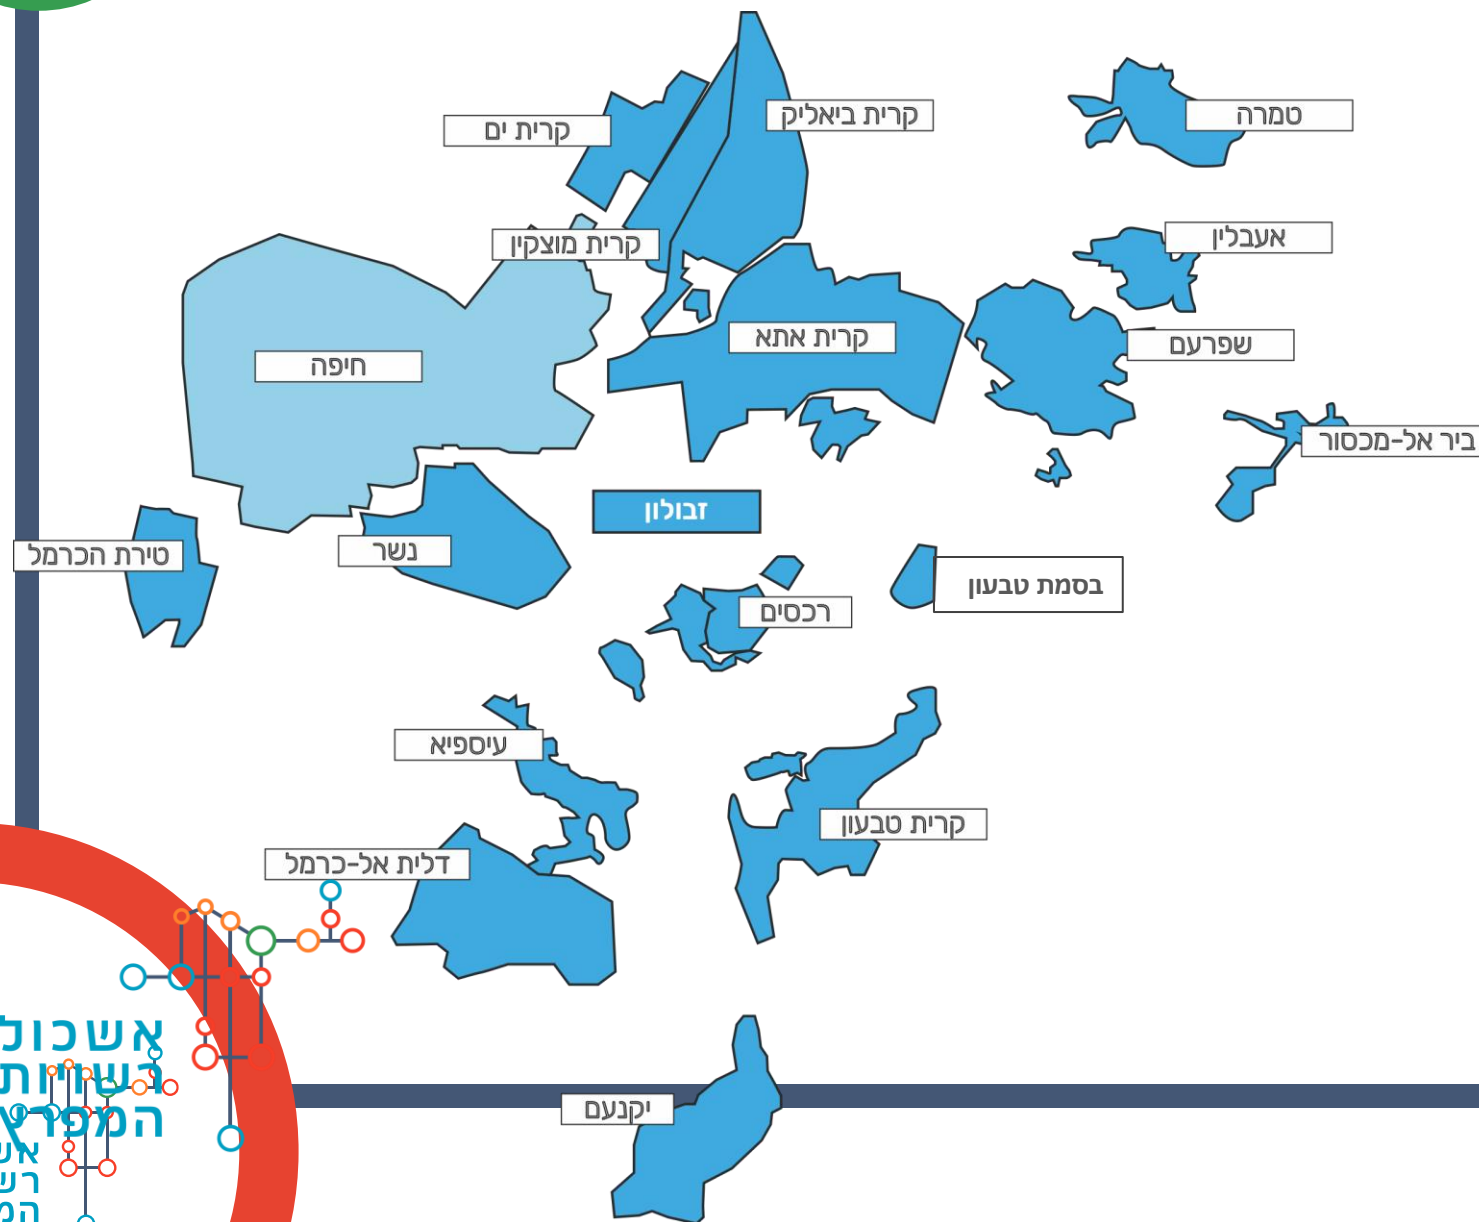 קרית ביאליק
טמרה
קרית ים
אעבלין
קרית מוצקין
קרית אתא
שפרעם
חיפה
ביר אל-מכסור
זבולון
נשר
טירת הכרמל
בסמת טבעון
רכסים
עיספיא
קרית טבעון
דלית אל-כרמל
יקנעם
אשכול
רשויות
המפרץ